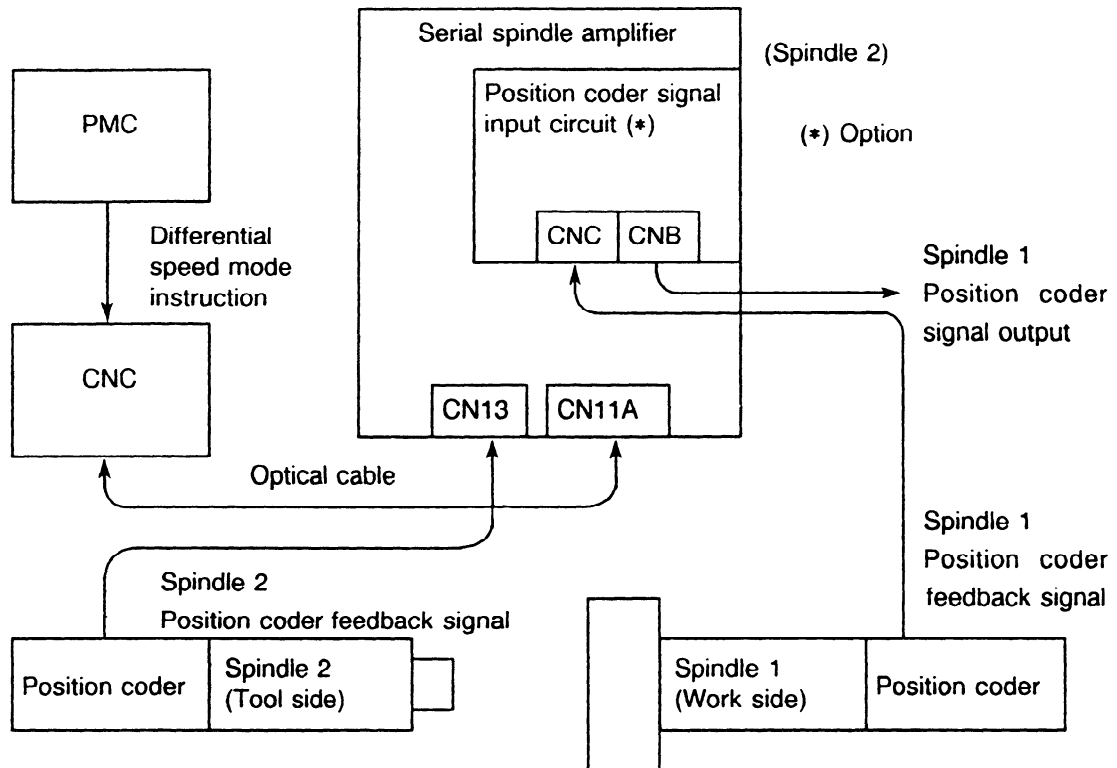 Serial spindle amplifier
(Spindle 2)
PMC
Position coder signal
input circuit (*)
(*) Option
Differential
speed mode
instruction
CNC
CNB
Spindle 1
Position coder
signal output
CNC
CN13
CN11A
Optical cable
Spindle 1
Position coder
feedback signal
Spindle 2
Position coder feedback signal
Position coder
Spindle 2
(Tool side)
Spindle 1
(Work side)
Position coder